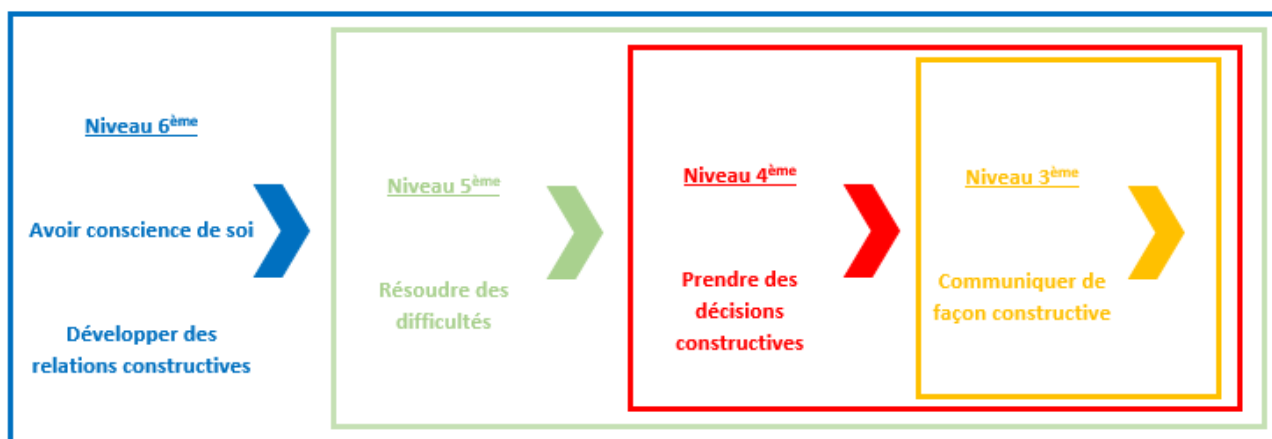 Niveau 6ème
Avoir conscience de soi
Développer des
relations constructives
Niveau 5ème
Résoudre des
difficultés
Niveau 4ème
Prendre des
décisions
constructives
Niveau 3ème
Communiquer de
façon constructive